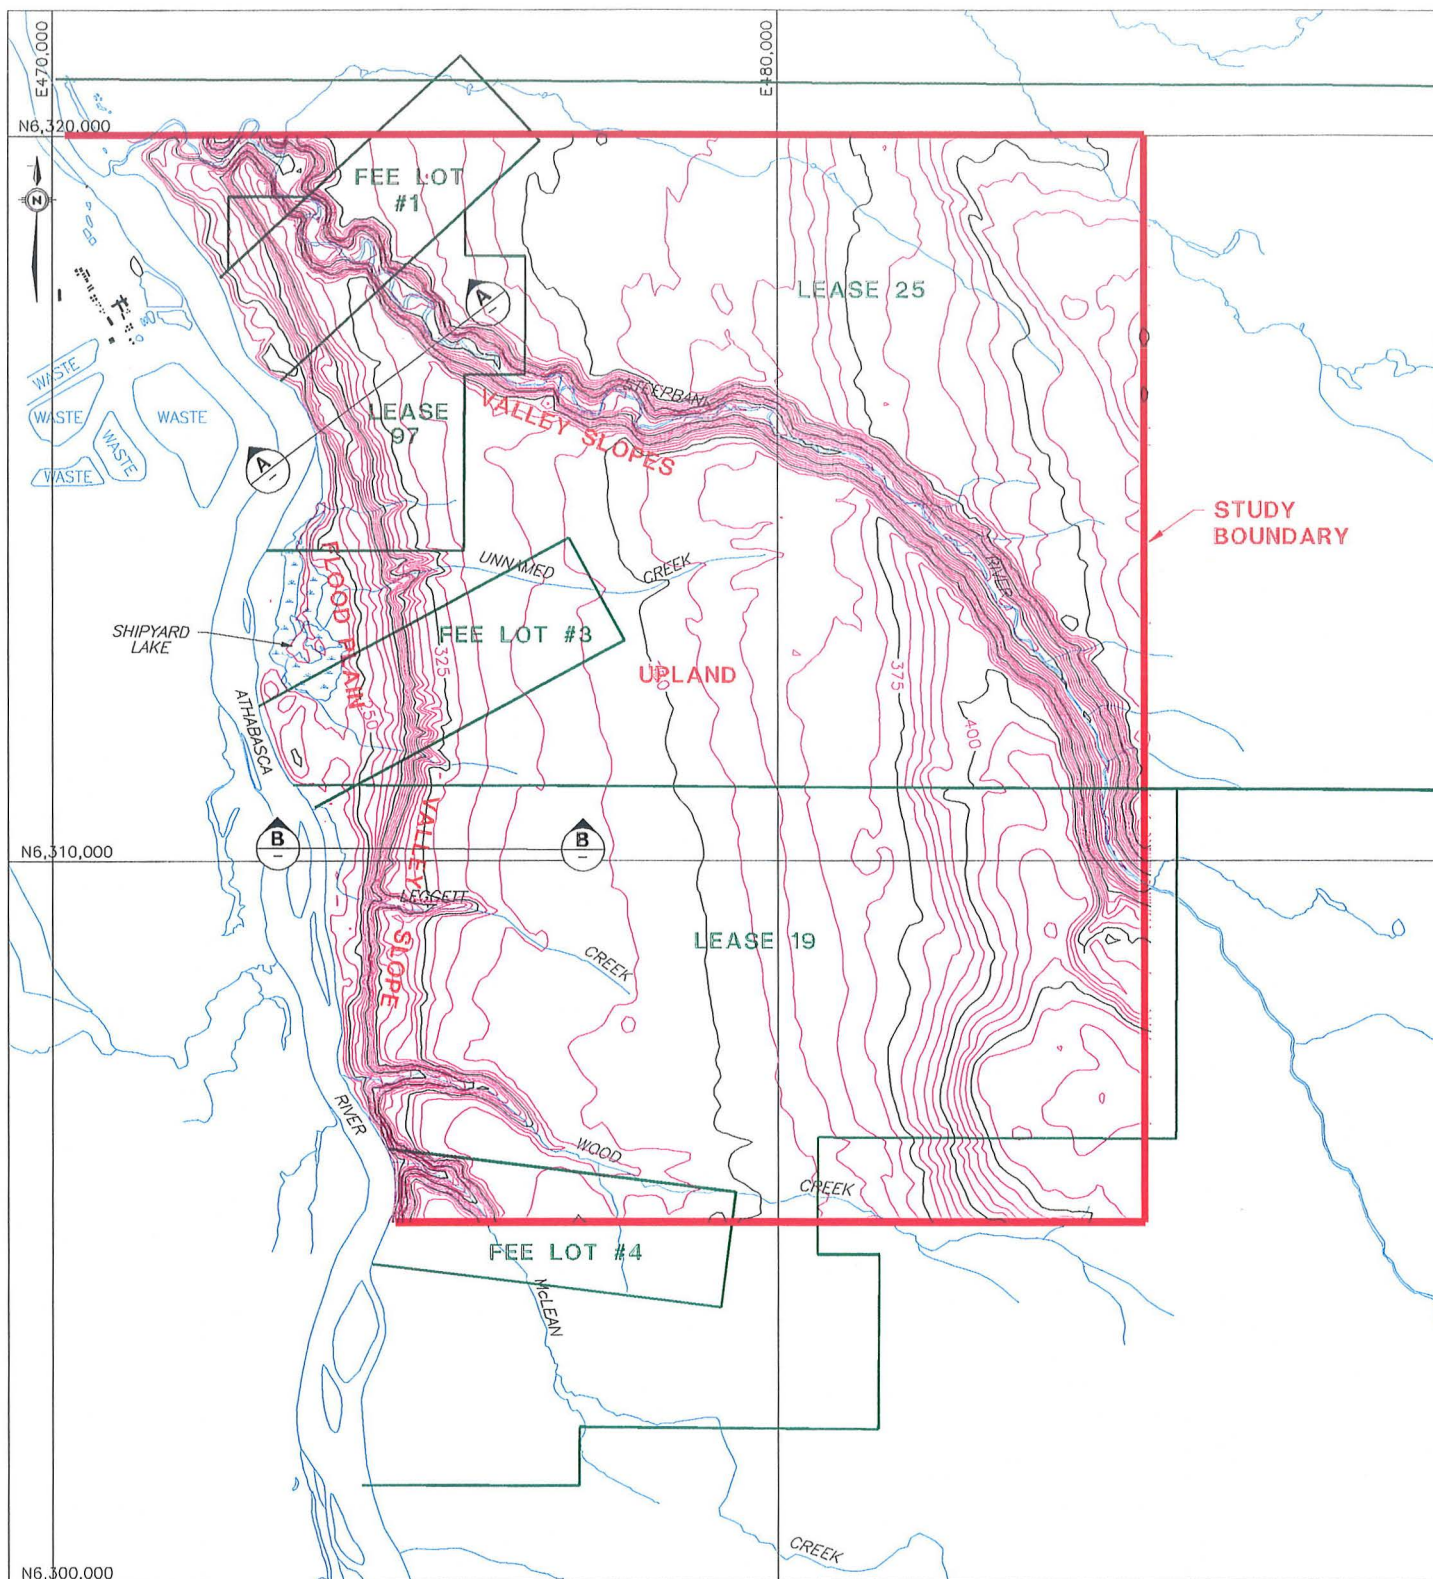 E470,000
E480,000
N6,320,000
N
FEE LOT
#1
LEASE 25
A
WASTE
WASTE
WASTE
WASTE
WASTE
STEEPBANK
LEASE
97
VALLEY SLOPES
A
STUDY
BOUNDARY
FLOOD PLAIN
UNNAMED
CREEK
RIVER
SHIPYARD
LAKE
FEE LOT #3
325
UPLAND
375
250
400
ATHABASCA
VALLEY SLOPE
B
B
N6,310,000
LEGGETT
CREEK
LEASE 19
RIVER
WOOD
CREEK
FEE LOT #4
McLEAN
CREEK
N6,300,000